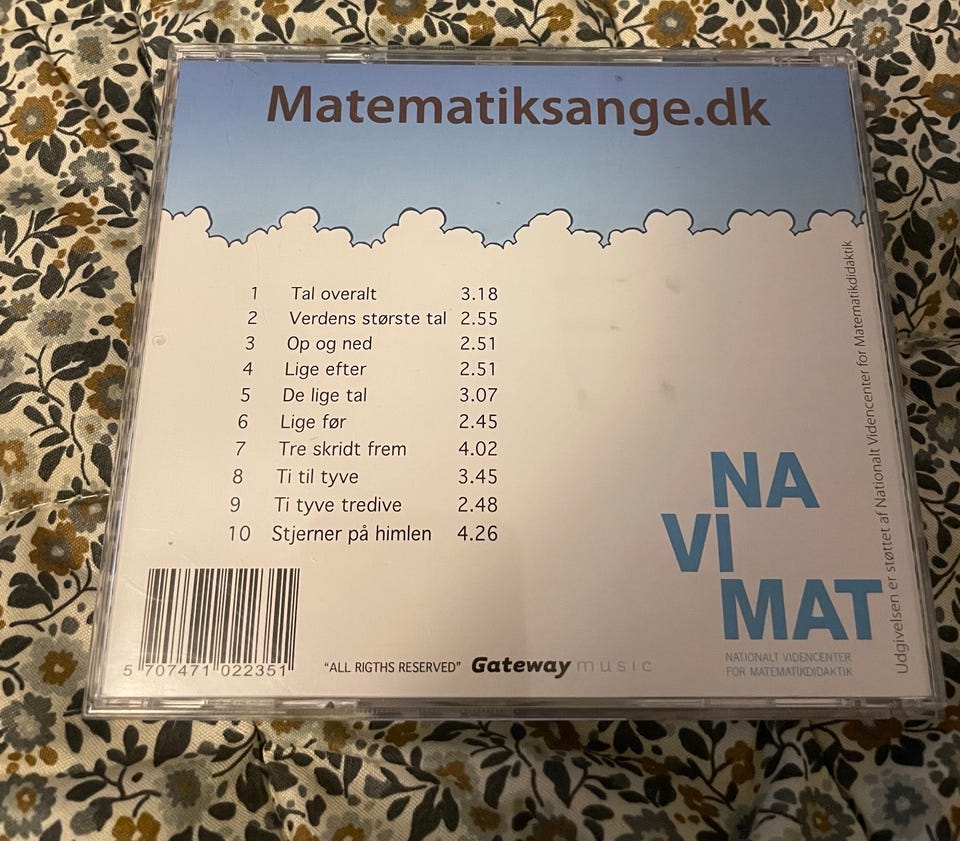 Matematiksange.dk
1 Tal overalt 3.18
2 Verdens største tal 2.55
3 Op og ned 2.51
4 Lige efter 2.51
5 De lige tal 3.07
6 Lige før 2.45
7 Tre skridt frem 4.02
8 Ti til tyve 3.45
9 Ti tyve tredive 2.48
10 Stjerner på himlen 4.26
NA
VI
MAT
NATIONALT VIDENCENTER
FOR MATEMATIKDIDAKTIK
Udgivelsen er støttet af Nationalt Videncenter for Matematikdidaktik
5 707471 022351
"ALL RIGTHS RESERVED" Gateway music